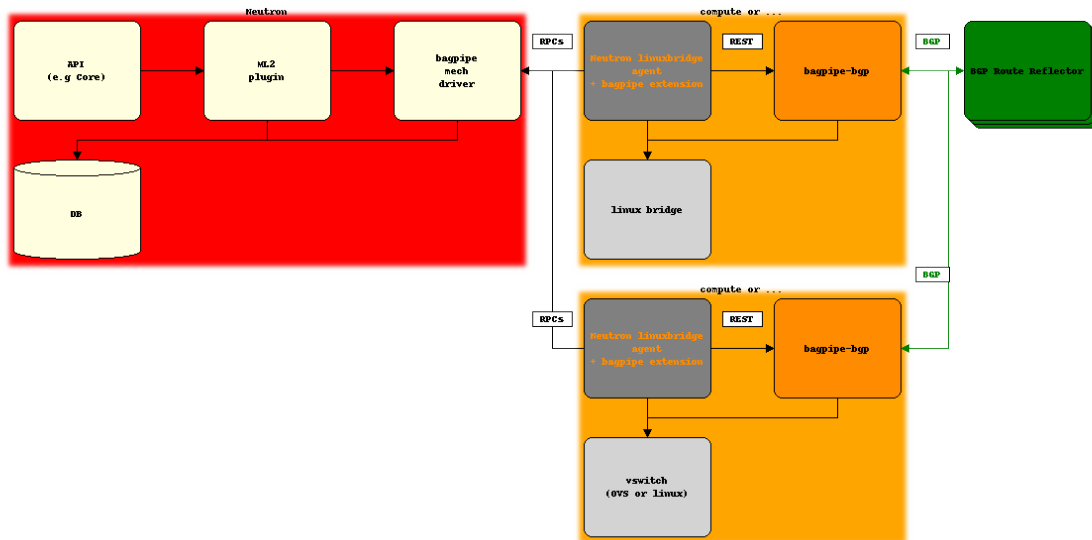 Neutron
API
(e.g Core)
ML2
plugin
bagpipe
mech
driver
DB
RPCs
compute or ...
Neutron linuxbridge
agent
+ bagpipe extension
REST
bagpipe-bgp
BGP
BGP Route Reflector
linux bridge
BGP
compute or ...
RPCs
Neutron linuxbridge
agent
+ bagpipe extension
REST
bagpipe-bgp
vswitch
(OVS or linux)